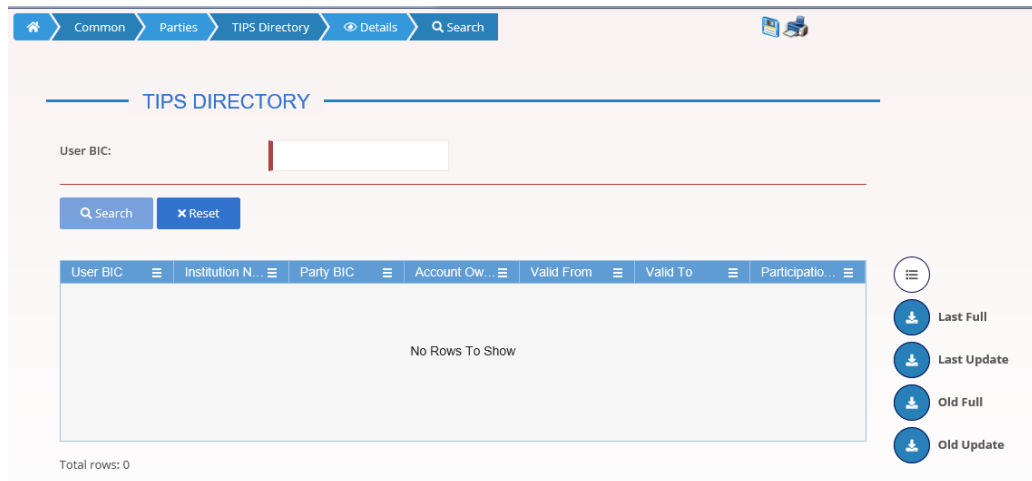 Common Parties TIPS Directory Details Search
TIPS DIRECTORY
User BIC:
Search Reset
User BIC Institution N... Party BIC Account Ow... Valid From Valid To Participatio...
No Rows To Show
Last Full
Last Update
Old Full
Old Update
Total rows: 0